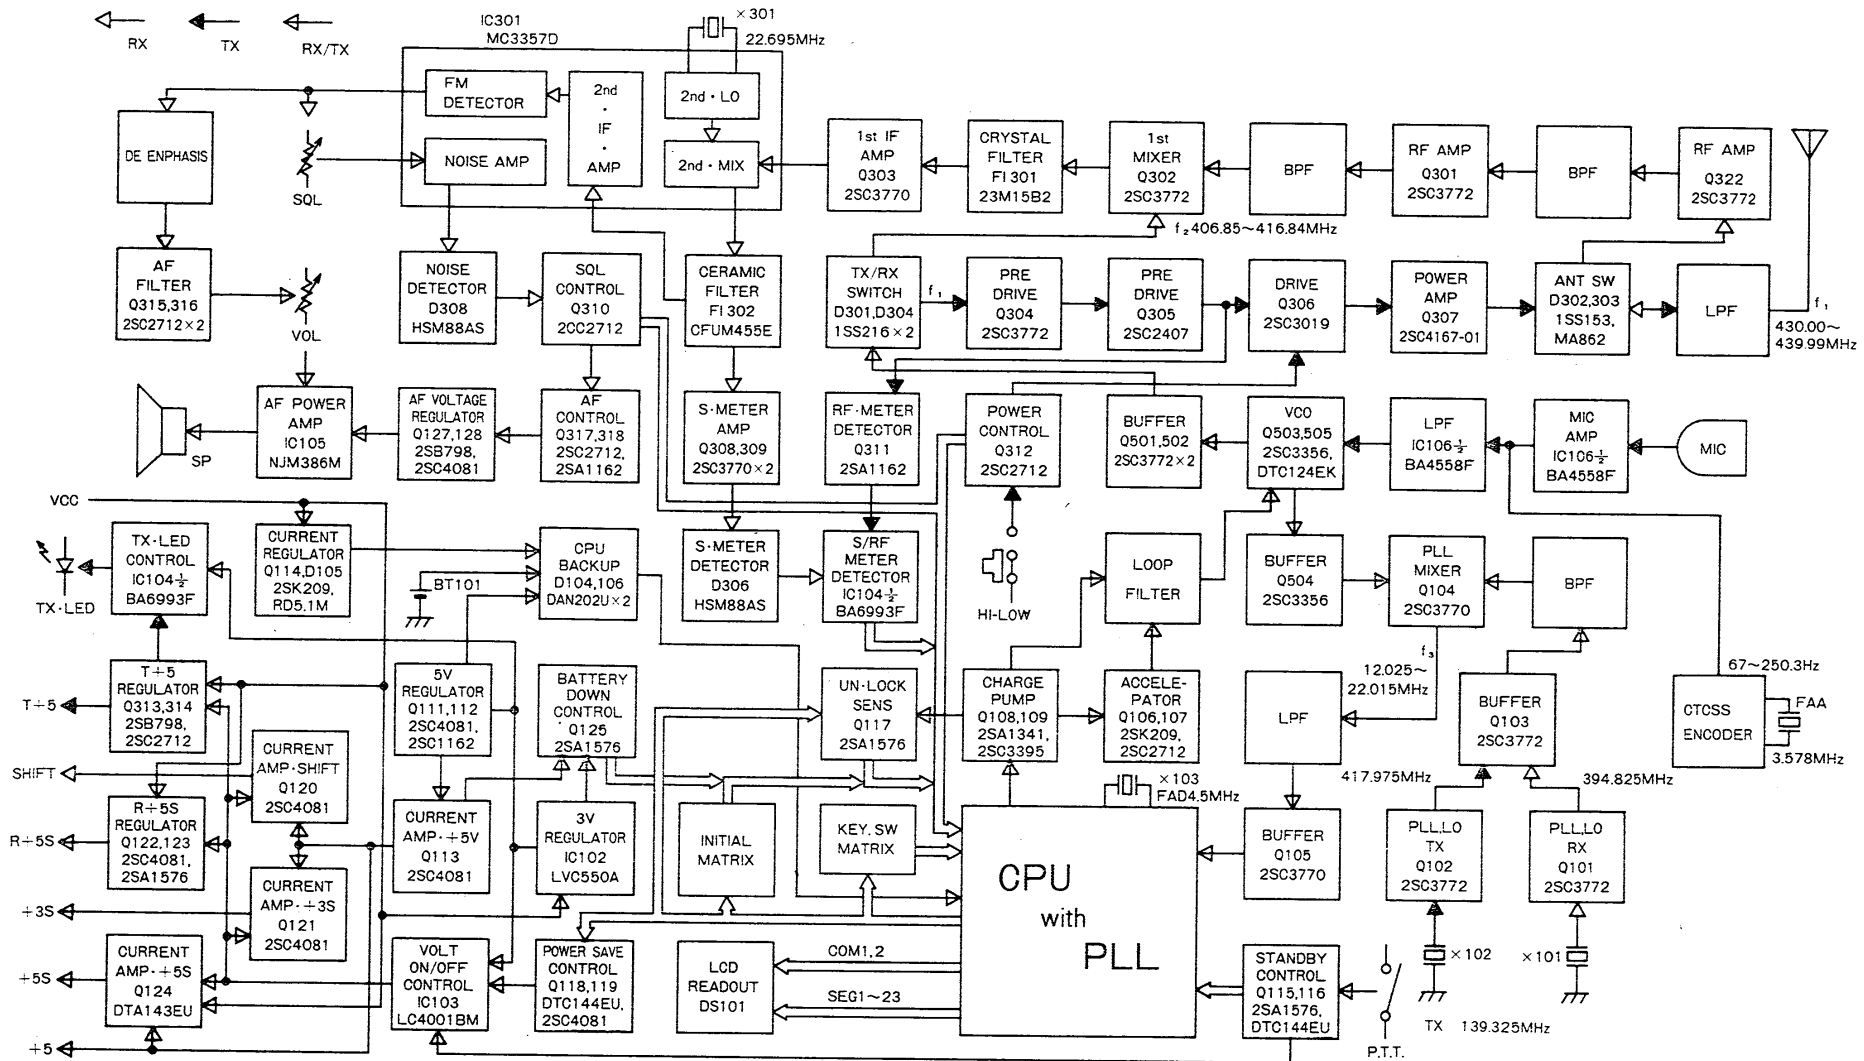 RX
TX
RX/TX
IC301
MC3357D
×301
22.695MHz
FM
DETECTOR
2nd
·
IF
·
AMP
2nd·LO
NOISE AMP
2nd·MIX
DE ENPHASIS
SQL
1st IF
AMP
Q303
2SC3770
CRYSTAL
FILTER
FI301
23M15B2
1st
MIXER
Q302
2SC3772
BPF
RF AMP
Q301
2SC3772
BPF
RF AMP
Q322
2SC3772
f₂406.85~416.84MHz
AF
FILTER
Q315,316
2SC2712×2
VOL
NOISE
DETECTOR
D308
HSM88AS
SQL
CONTROL
Q310
2CC2712
CERAMIC
FILTER
FI302
CFUM455E
TX/RX
SWITCH
D301,D304
1SS216×2
f₁
PRE
DRIVE
Q304
2SC3772
PRE
DRIVE
Q305
2SC2407
DRIVE
Q306
2SC3019
POWER
AMP
Q307
2SC4167-01
ANT SW
D302,303
1SS153,
MA862
LPF
f₁
430.00~
439.99MHz
SP
AF POWER
AMP
IC105
NJM386M
AF VOLTAGE
REGULATOR
Q127,128
2SB798,
2SC4081
AF
CONTROL
Q317,318
2SC2712,
2SA1162
S·METER
AMP
Q308,309
2SC3770×2
RF·METER
DETECTOR
Q311
2SA1162
POWER
CONTROL
Q312
2SC2712
BUFFER
Q501,502
2SC3772×2
VCO
Q503,505
2SC3356,
DTC124EK
LPF
IC106½
BA4558F
MIC
AMP
IC106½
BA4558F
MIC
VCC
TX·LED
TX·LED
CONTROL
IC104½
BA6993F
CURRENT
REGULATOR
Q114,D105
2SK209,
RD5.1M
BT101
CPU
BACKUP
D104,106
DAN202U×2
S·METER
DETECTOR
D306
HSM88AS
S/RF
METER
DETECTOR
IC104½
BA6993F
HI-LOW
LOOP
FILTER
BUFFER
Q504
2SC3356
PLL
MIXER
Q104
2SC3770
BPF
T+5
T+5
REGULATOR
Q313,314
2SB798,
2SC2712
5V
REGULATOR
Q111,112
2SC4081,
2SC1162
BATTERY
DOWN
CONTROL
Q125
2SA1576
UN-LOCK
SENS
Q117
2SA1576
CHARGE
PUMP
Q108,109
2SA1341,
2SC3395
ACCELE-
PATOR
Q106,107
2SK209,
2SC2712
LPF
f₃
12.025~
22.015MHz
BUFFER
Q103
2SC3772
67~250.3Hz
CTCSS
ENCODER
FAA
3.578MHz
SHIFT
CURRENT
AMP·SHIFT
Q120
2SC4081
×103
FAD4.5MHz
417.975MHz
394.825MHz
R+5S
R+5S
REGULATOR
Q122,123
2SC4081,
2SA1576
CURRENT
AMP·+5V
Q113
2SC4081
3V
REGULATOR
IC102
LVC550A
INITIAL
MATRIX
KEY.SW
MATRIX
CPU
with
PLL
BUFFER
Q105
2SC3770
PLL,LO
TX
Q102
2SC3772
PLL,LO
RX
Q101
2SC3772
+3S
CURRENT
AMP·+3S
Q121
2SC4081
+5S
CURRENT
AMP·+5S
Q124
DTA143EU
VOLT
ON/OFF
CONTROL
IC103
LC4001BM
POWER SAVE
CONTROL
Q118,119
DTC144EU,
2SC4081
LCD
READOUT
DS101
COM1,2
SEG1~23
STANDBY
CONTROL
Q115,116
2SA1576,
DTC144EU
×102
×101
TX 139.325MHz
P.T.T.
+5